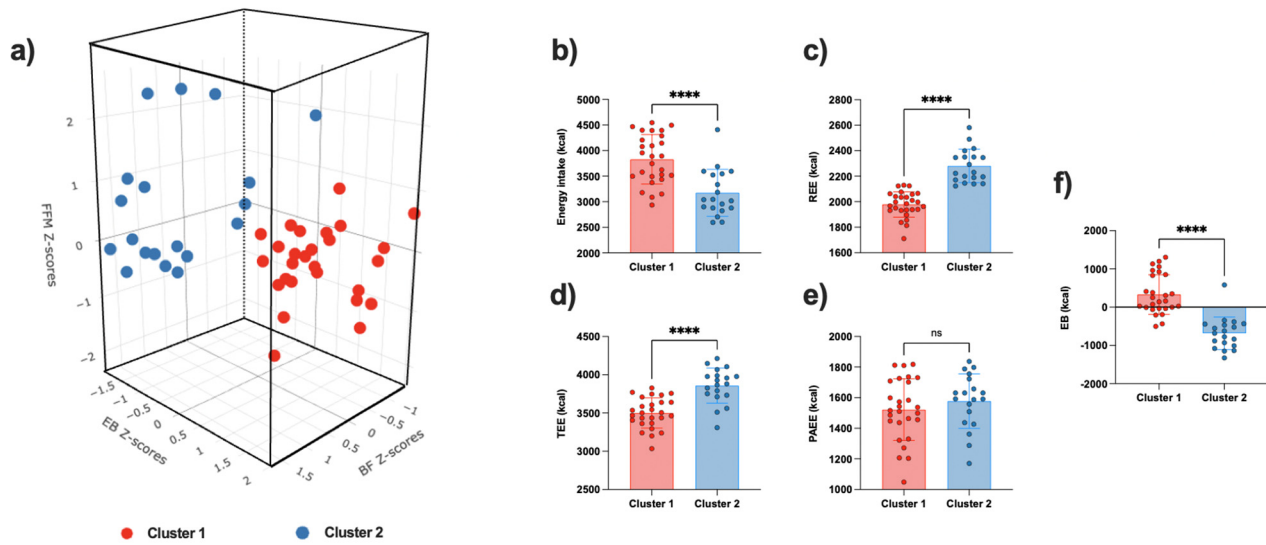 a)
2
1
0
−1
−2
FFM Z-scores
−1.5
−1
−0.5
0
0.5
1
1.5
2
EB Z-scores
−1
−0.5
0
0.5
1
1.5
BF Z-scores
Cluster 1
Cluster 2
b)
5000
4500
4000
3500
3000
2500
2000
Energy intake (kcal)
****
Cluster 1
Cluster 2
c)
2800
2600
2400
2200
2000
1800
1600
REE (kcal)
****
Cluster 1
Cluster 2
d)
4500
4000
3500
3000
2500
TEE (kcal)
****
Cluster 1
Cluster 2
e)
2000
1800
1600
1400
1200
1000
PAEE (kcal)
ns
Cluster 1
Cluster 2
f)
2000
1000
0
-1000
-2000
EB (kcal)
****
Cluster 1
Cluster 2